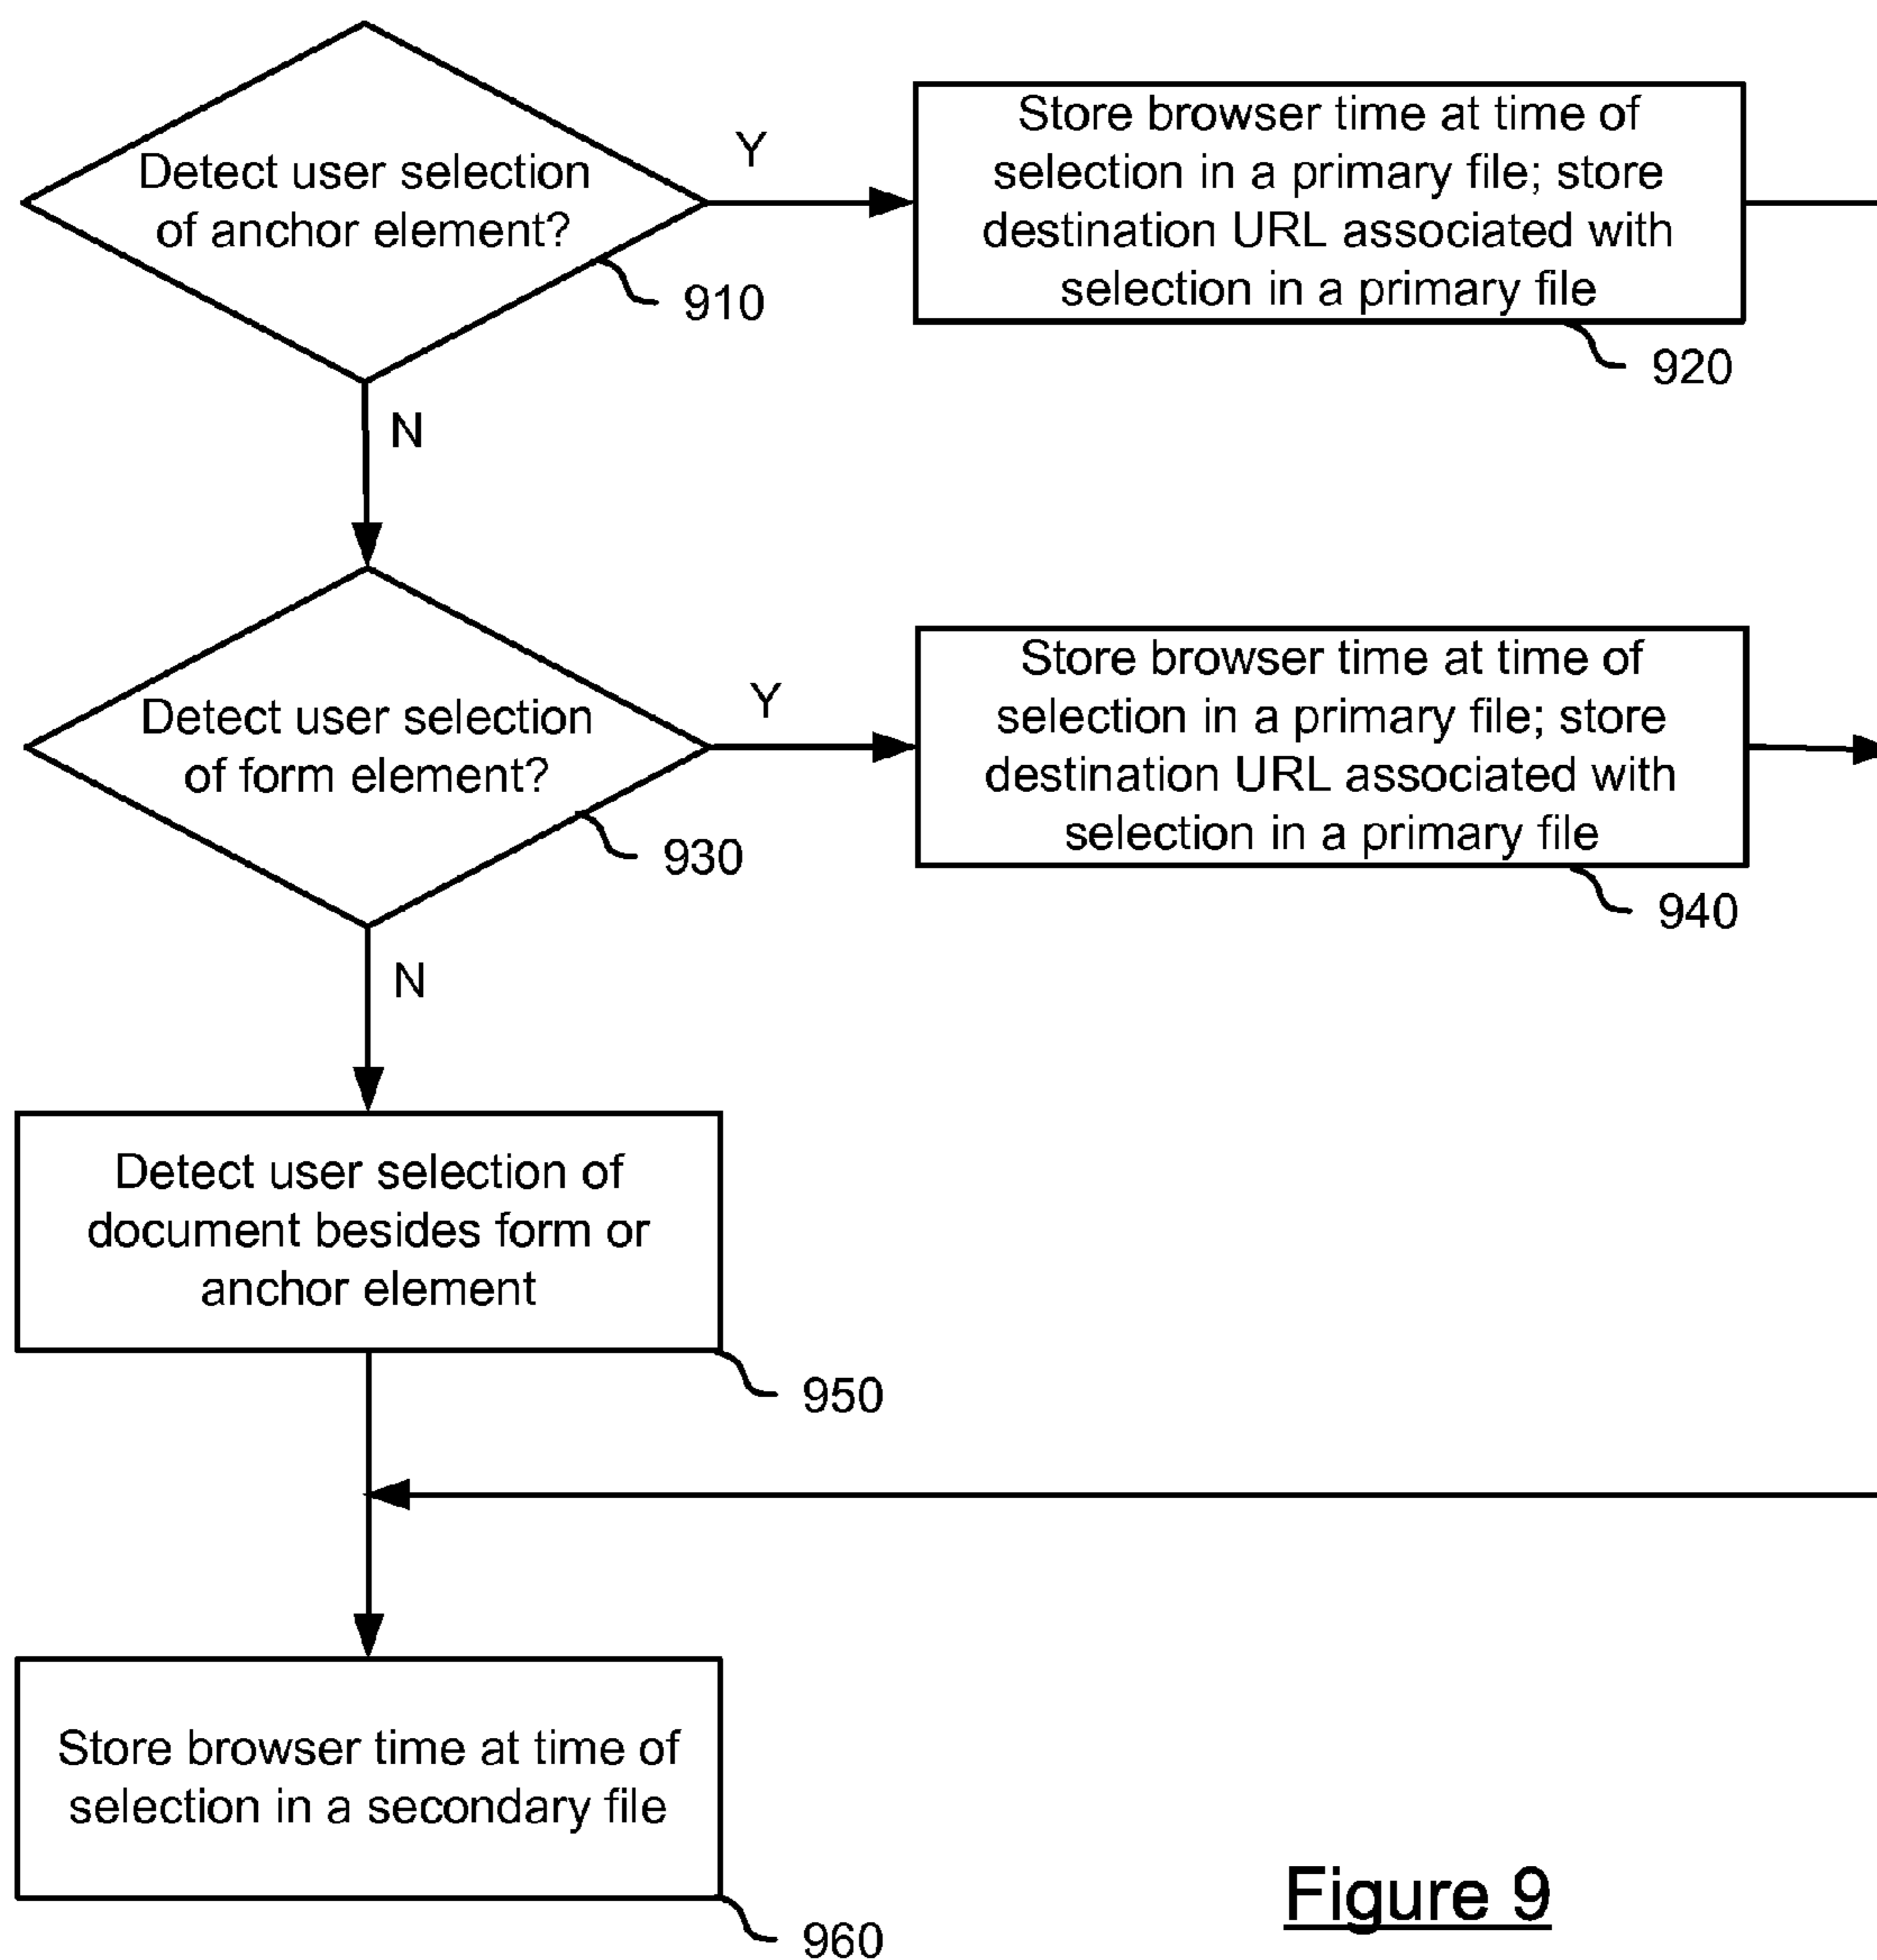 Detect user selection
of anchor element?
910
Y
Store browser time at time of
selection in a primary file; store
destination URL associated with
selection in a primary file
920
N
Detect user selection
of form element?
930
Y
Store browser time at time of
selection in a primary file; store
destination URL associated with
selection in a primary file
940
N
Detect user selection of
document besides form or
anchor element
950
Store browser time at time of
selection in a secondary file
960
Figure 9